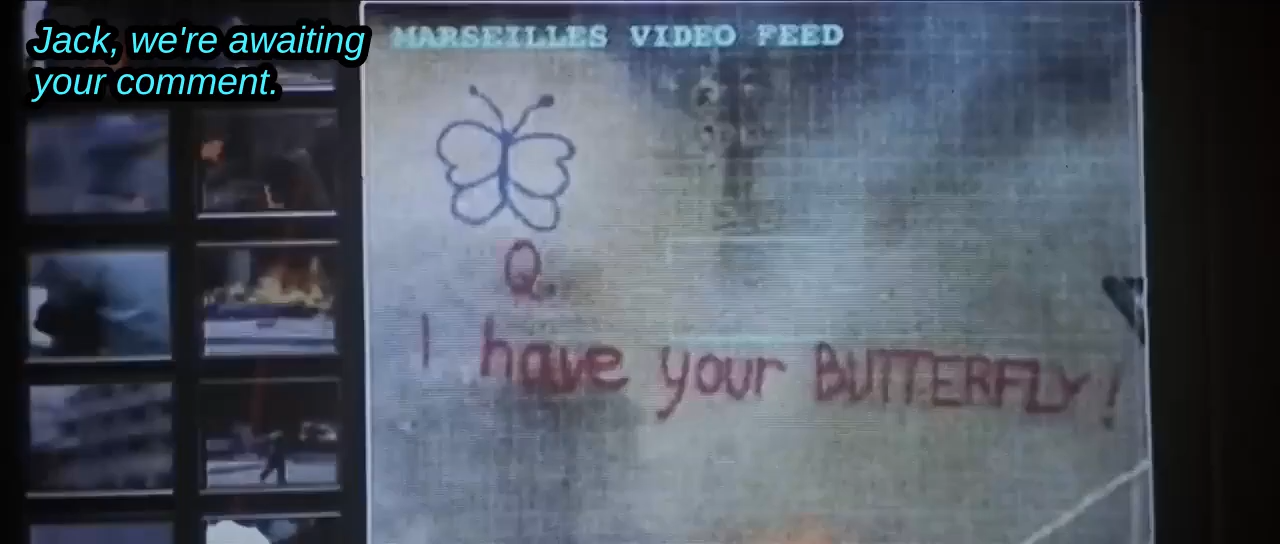 Jack, we're awaiting
your comment.
MARSEILLES VIDEO FEED
Q.
I have your BUTTERFLY!